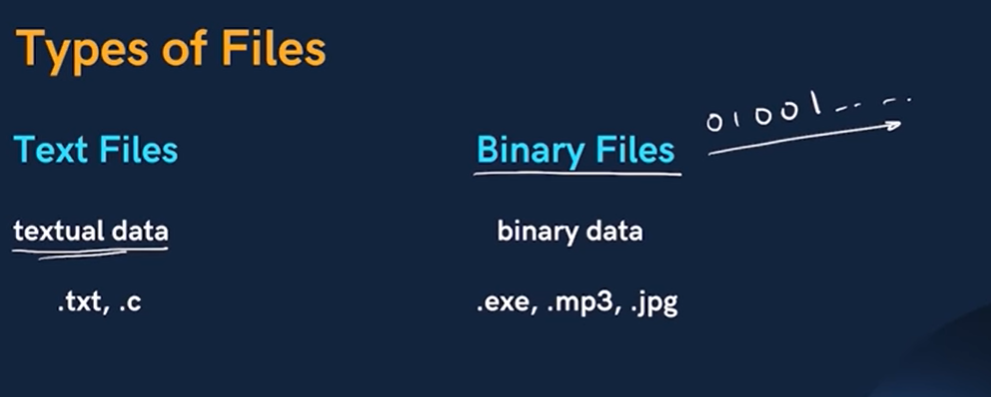 Types of Files
Text Files
textual data
.txt, .c
Binary Files
01001-- --.
binary data
.exe, .mp3, .jpg